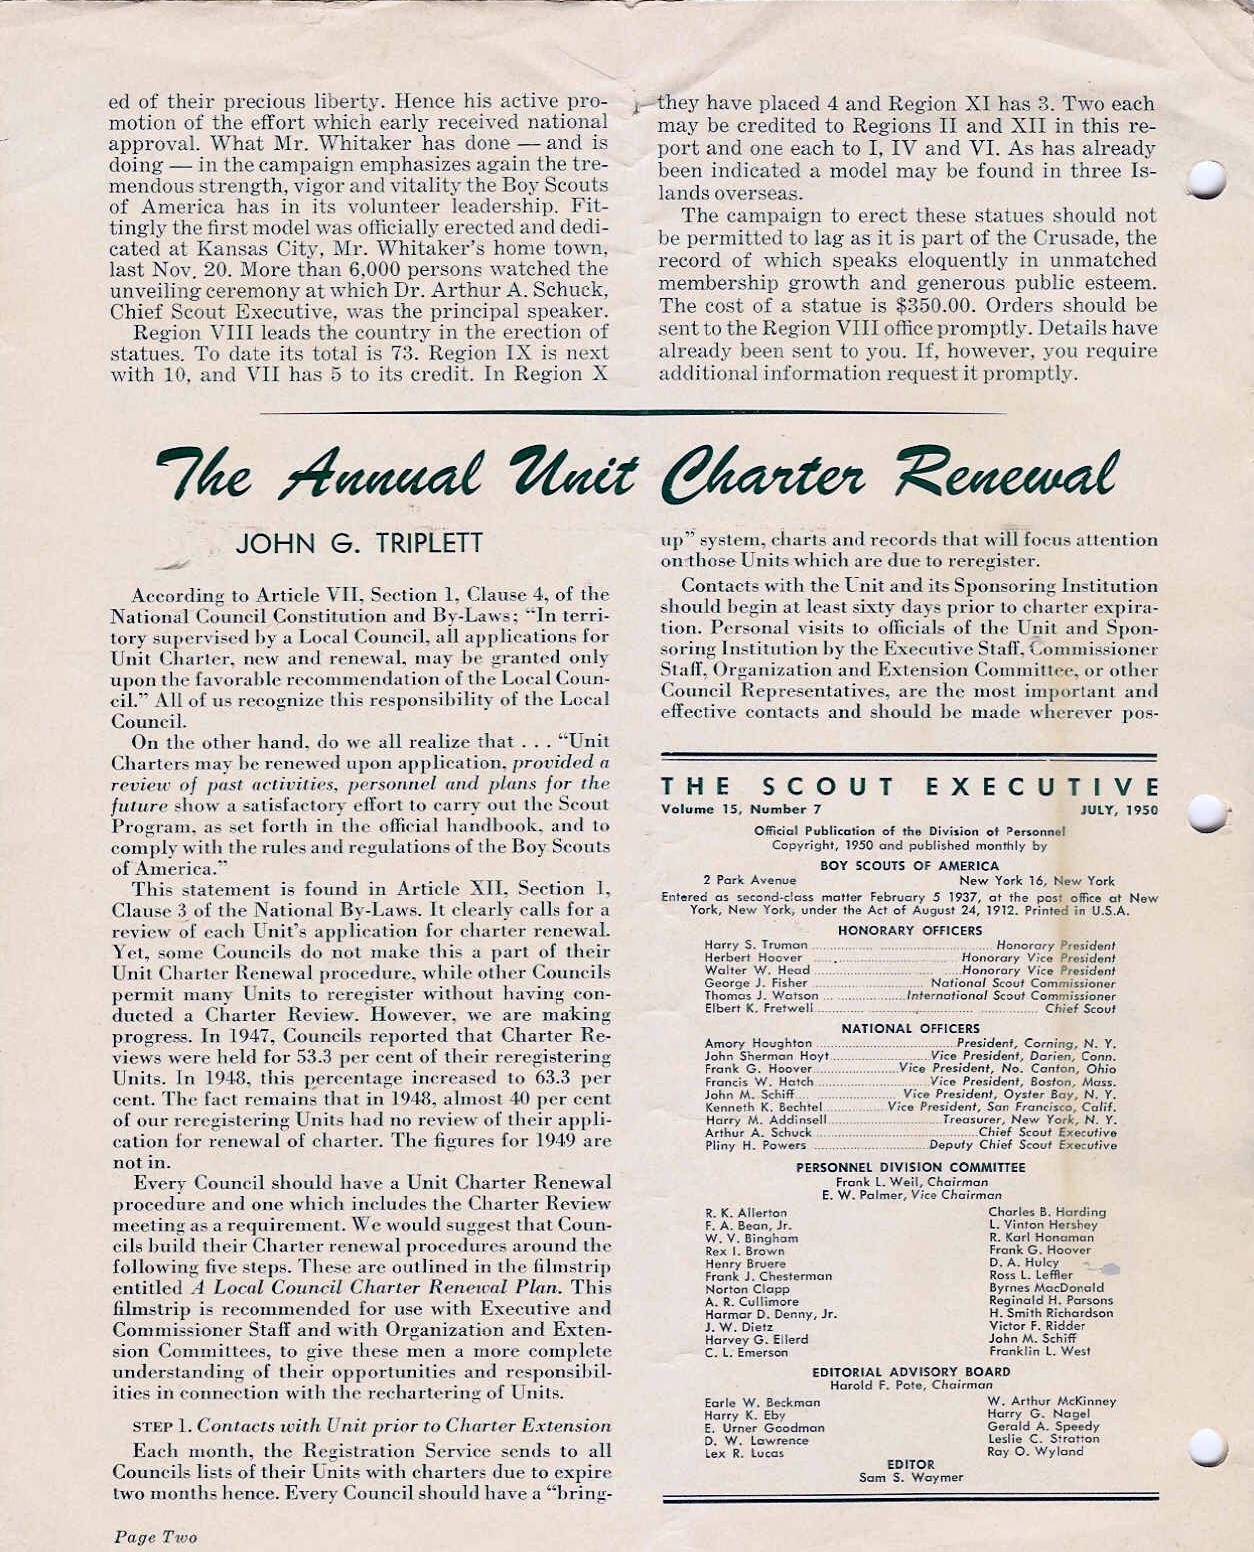 ed of their precious liberty. Hence his active pro-
motion of the effort which early received national
approval. What Mr. Whitaker has done — and is
doing — in the campaign emphasizes again the tre-
mendous strength, vigor and vitality the Boy Scouts
of America has in its volunteer leadership. Fit-
tingly the first model was officially erected and dedi-
cated at Kansas City, Mr. Whitaker's home town,
last Nov. 20. More than 6,000 persons watched the
unveiling ceremony at which Dr. Arthur A. Schuck,
Chief Scout Executive, was the principal speaker.
Region VIII leads the country in the erection of
statues. To date its total is 73. Region IX is next
with 10, and VII has 5 to its credit. In Region X
they have placed 4 and Region XI has 3. Two each
may be credited to Regions II and XII in this re-
port and one each to I, IV and VI. As has already
been indicated a model may be found in three Is-
lands overseas.
The campaign to erect these statues should not
be permitted to lag as it is part of the Crusade, the
record of which speaks eloquently in unmatched
membership growth and generous public esteem.
The cost of a statue is $350.00. Orders should be
sent to the Region VIII office promptly. Details have
already been sent to you. If, however, you require
additional information request it promptly.
The Annual Unit Charter Renewal
JOHN G. TRIPLETT
According to Article VII, Section 1, Clause 4, of the
National Council Constitution and By-Laws; "In terri-
tory supervised by a Local Council, all applications for
Unit Charter, new and renewal, may be granted only
upon the favorable recommendation of the Local Coun-
cil." All of us recognize this responsibility of the Local
Council.
On the other hand, do we all realize that . . . "Unit
Charters may be renewed upon application, provided a
review of past activities, personnel and plans for the
future show a satisfactory effort to carry out the Scout
Program, as set forth in the official handbook, and to
comply with the rules and regulations of the Boy Scouts
of America."
This statement is found in Article XII, Section 1,
Clause 3 of the National By-Laws. It clearly calls for a
review of each Unit's application for charter renewal.
Yet, some Councils do not make this a part of their
Unit Charter Renewal procedure, while other Councils
permit many Units to reregister without having con-
ducted a Charter Review. However, we are making
progress. In 1947, Councils reported that Charter Re-
views were held for 53.3 per cent of their reregistering
Units. In 1948, this percentage increased to 63.3 per
cent. The fact remains that in 1948, almost 40 per cent
of our reregistering Units had no review of their appli-
cation for renewal of charter. The figures for 1949 are
not in.
Every Council should have a Unit Charter Renewal
procedure and one which includes the Charter Review
meeting as a requirement. We would suggest that Coun-
cils build their Charter renewal procedures around the
following five steps. These are outlined in the filmstrip
entitled A Local Council Charter Renewal Plan. This
filmstrip is recommended for use with Executive and
Commissioner Staff and with Organization and Exten-
sion Committees, to give these men a more complete
understanding of their opportunities and responsibil-
ities in connection with the rechartering of Units.
STEP 1. Contacts with Unit prior to Charter Extension
Each month, the Registration Service sends to all
Councils lists of their Units with charters due to expire
two months hence. Every Council should have a "bring-
up" system, charts and records that will focus attention
on those Units which are due to reregister.
Contacts with the Unit and its Sponsoring Institution
should begin at least sixty days prior to charter expira-
tion. Personal visits to officials of the Unit and Spon-
soring Institution by the Executive Staff, Commissioner
Staff, Organization and Extension Committee, or other
Council Representatives, are the most important and
effective contacts and should be made wherever pos-
THE SCOUT EXECUTIVE
Volume 15, Number 7 JULY, 1950
Official Publication of the Division of Personnel
Copyright, 1950 and published monthly by
BOY SCOUTS OF AMERICA
2 Park Avenue New York 16, New York
Entered as second-class matter February 5 1937, at the post office at New
York, New York, under the Act of August 24, 1912. Printed in U.S.A.
HONORARY OFFICERS
Harry S. Truman Honorary President
Herbert Hoover Honorary Vice President
Walter W. Head Honorary Vice President
George J. Fisher National Scout Commissioner
Thomas J. Watson International Scout Commissioner
Elbert K. Fretwell Chief Scout
NATIONAL OFFICERS
Amory Houghton President, Corning, N. Y.
John Sherman Hoyt Vice President, Darien, Conn.
Frank G. Hoover Vice President, No. Canton, Ohio
Francis W. Hatch Vice President, Boston, Mass.
John M. Schiff Vice President, Oyster Bay, N. Y.
Kenneth K. Bechtel Vice President, San Francisco, Calif.
Harry M. Addinsell Treasurer, New York, N. Y.
Arthur A. Schuck Chief Scout Executive
Pliny H. Powers Deputy Chief Scout Executive
PERSONNEL DIVISION COMMITTEE
Frank L. Weil, Chairman
E. W. Palmer, Vice Chairman
R. K. Allerton
F. A. Bean, Jr.
W. V. Bingham
Rex I. Brown
Henry Bruere
Frank J. Chesterman
Norton Clapp
A. R. Cullimore
Harmar D. Denny, Jr.
J. W. Dietz
Harvey G. Ellerd
C. L. Emerson
Charles B. Harding
L. Vinton Hershey
R. Karl Honaman
Frank G. Hoover
D. A. Hulcy
Ross L. Leffler
Byrnes MacDonald
Reginald H. Parsons
H. Smith Richardson
Victor F. Ridder
John M. Schiff
Franklin L. West
EDITORIAL ADVISORY BOARD
Harold F. Pote, Chairman
Earle W. Beckman
Harry K. Eby
E. Urner Goodman
D. W. Lawrence
Lex R. Lucas
W. Arthur McKinney
Harry G. Nagel
Gerald A. Speedy
Leslie C. Stratton
Ray O. Wyland
EDITOR
Sam S. Waymer
Page Two